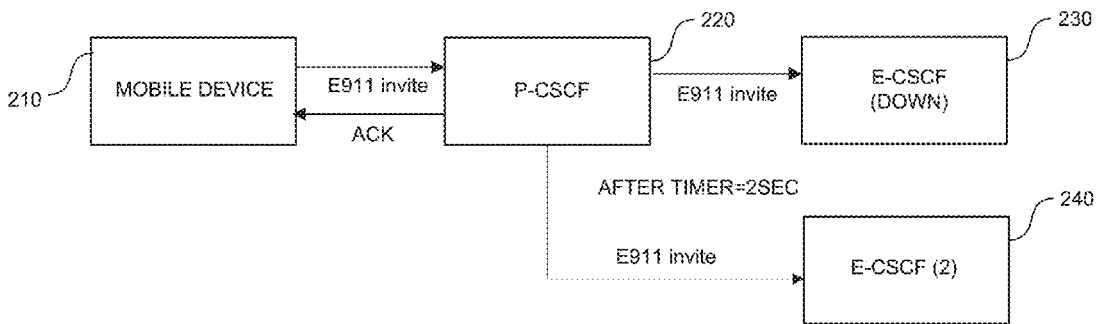 220
230
210
MOBILE DEVICE
E911 invite
ACK
P-CSCF
E911 invite
E-CSCF
(DOWN)
AFTER TIMER=2SEC
240
E911 invite
E-CSCF (2)